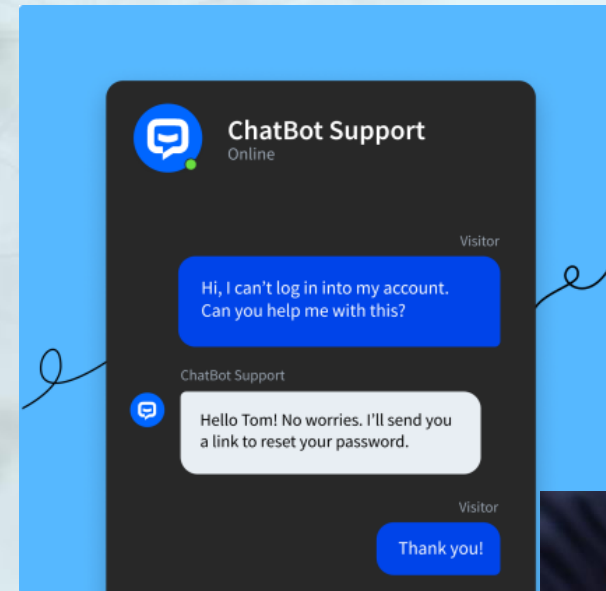 ChatBot Support
Online
Visitor
Hi, I can’t log in into my account.
Can you help me with this?
ChatBot Support
Hello Tom! No worries. I’ll send you
a link to reset your password.
Visitor
Thank you!